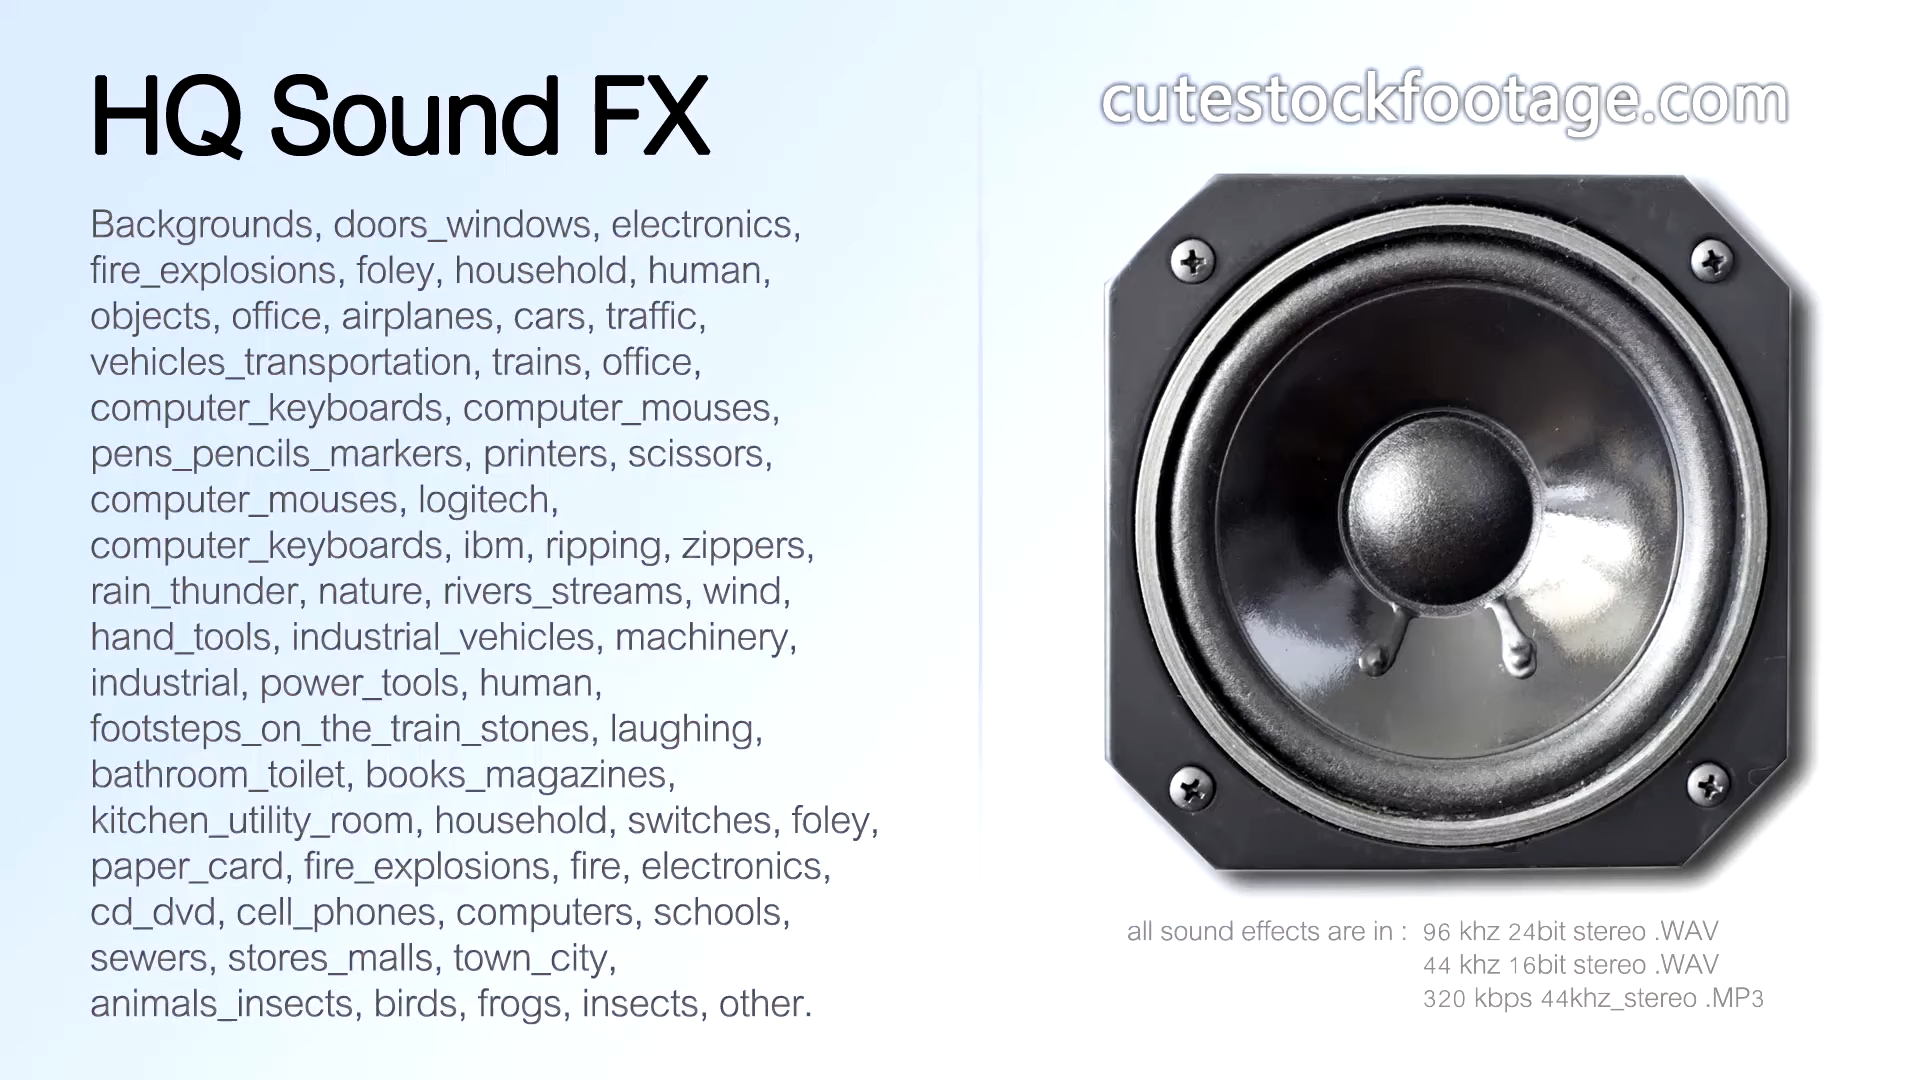 HQ Sound FX
Backgrounds, doors_windows, electronics,
fire_explosions, foley, household, human,
objects, office, airplanes, cars, traffic,
vehicles_transportation, trains, office,
computer_keyboards, computer_mouses,
pens_pencils_markers, printers, scissors,
computer_mouses, logitech,
computer_keyboards, ibm, ripping, zippers,
rain_thunder, nature, rivers_streams, wind,
hand_tools, industrial_vehicles, machinery,
industrial, power_tools, human,
footsteps_on_the_train_stones, laughing,
bathroom_toilet, books_magazines,
kitchen_utility_room, household, switches, foley,
paper_card, fire_explosions, fire, electronics,
cd_dvd, cell_phones, computers, schools,
sewers, stores_malls, town_city,
animals_insects, birds, frogs, insects, other.
cutestockfootage.com
all sound effects are in : 96 khz 24bit stereo .WAV
44 khz 16bit stereo .WAV
320 kbps 44khz_stereo .MP3